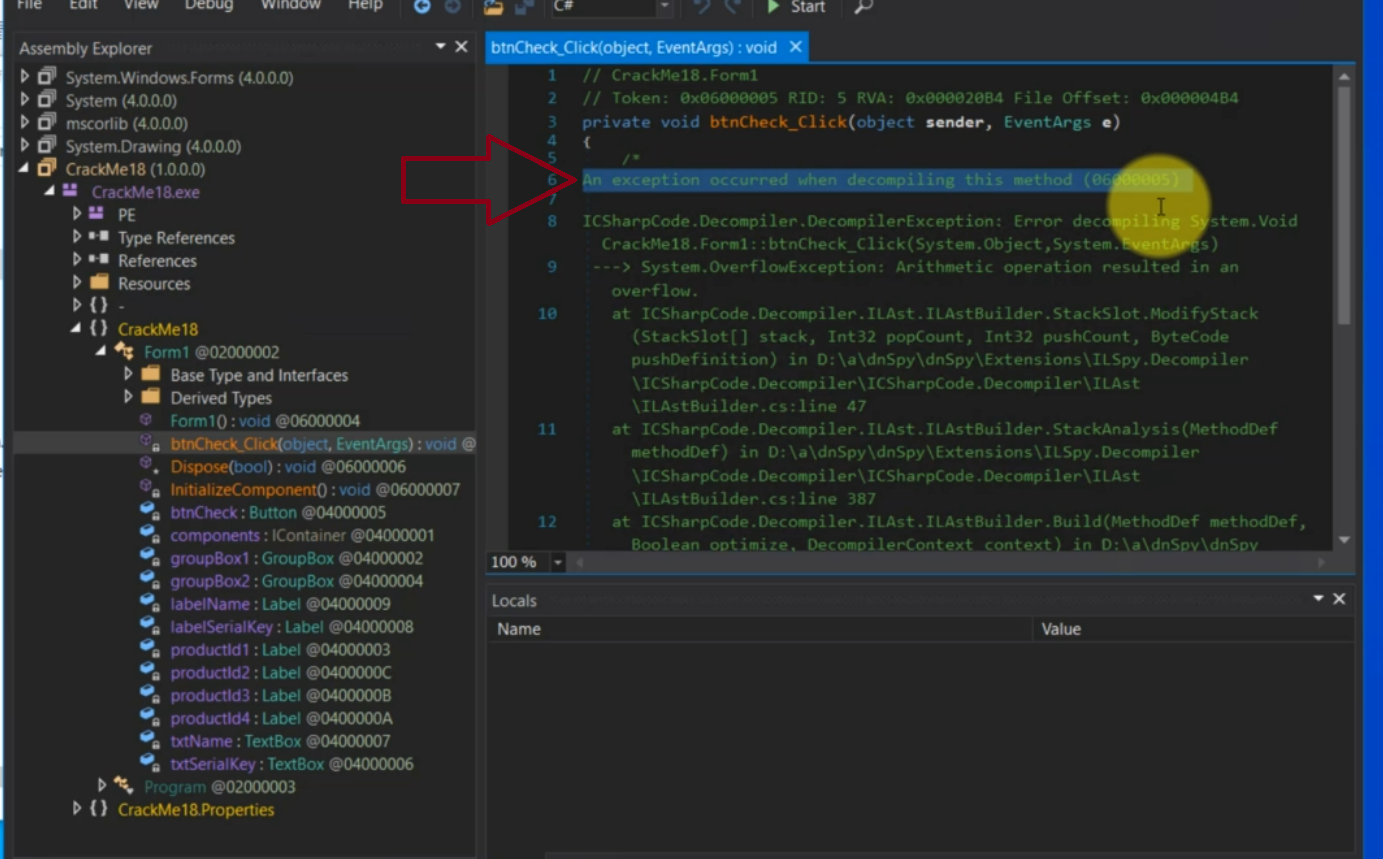 File Edit View Debug Window Help C# Start
Assembly Explorer
System.Windows.Forms (4.0.0.0)
System (4.0.0.0)
mscorlib (4.0.0.0)
System.Drawing (4.0.0.0)
CrackMe18 (1.0.0.0)
CrackMe18.exe
PE
Type References
References
Resources
{ } -
{ } CrackMe18
Form1 @02000002
Base Type and Interfaces
Derived Types
Form1() : void @06000004
btnCheck_Click(object, EventArgs) : void @
Dispose(bool) : void @06000006
InitializeComponent() : void @06000007
btnCheck : Button @04000005
components : IContainer @04000001
groupBox1 : GroupBox @04000002
groupBox2 : GroupBox @04000004
labelName : Label @04000009
labelSerialKey : Label @04000008
productId1 : Label @04000003
productId2 : Label @0400000C
productId3 : Label @0400000B
productId4 : Label @0400000A
txtName : TextBox @04000007
txtSerialKey : TextBox @04000006
Program @02000003
{ } CrackMe18.Properties
btnCheck_Click(object, EventArgs) : void
1 // CrackMe18.Form1
2 // Token: 0x06000005 RID: 5 RVA: 0x000020B4 File Offset: 0x000004B4
3 private void btnCheck_Click(object sender, EventArgs e)
4 {
5 /*
6 An exception occurred when decompiling this method (06000005)
7
8 ICSharpCode.Decompiler.DecompilerException: Error decompiling System.Void
CrackMe18.Form1::btnCheck_Click(System.Object,System.EventArgs)
9 ---> System.OverflowException: Arithmetic operation resulted in an
overflow.
10 at ICSharpCode.Decompiler.ILAst.ILAstBuilder.StackSlot.ModifyStack
(StackSlot[] stack, Int32 popCount, Int32 pushCount, ByteCode
pushDefinition) in D:\a\dnSpy\dnSpy\Extensions\ILSpy.Decompiler
\ICSharpCode.Decompiler\ICSharpCode.Decompiler\ILAst
\ILAstBuilder.cs:line 47
11 at ICSharpCode.Decompiler.ILAst.ILAstBuilder.StackAnalysis(MethodDef
methodDef) in D:\a\dnSpy\dnSpy\Extensions\ILSpy.Decompiler
\ICSharpCode.Decompiler\ICSharpCode.Decompiler\ILAst
\ILAstBuilder.cs:line 387
12 at ICSharpCode.Decompiler.ILAst.ILAstBuilder.Build(MethodDef methodDef,
Boolean optimize, DecompilerContext context) in D:\a\dnSpy\dnSpy
100 %
Locals
Name Value